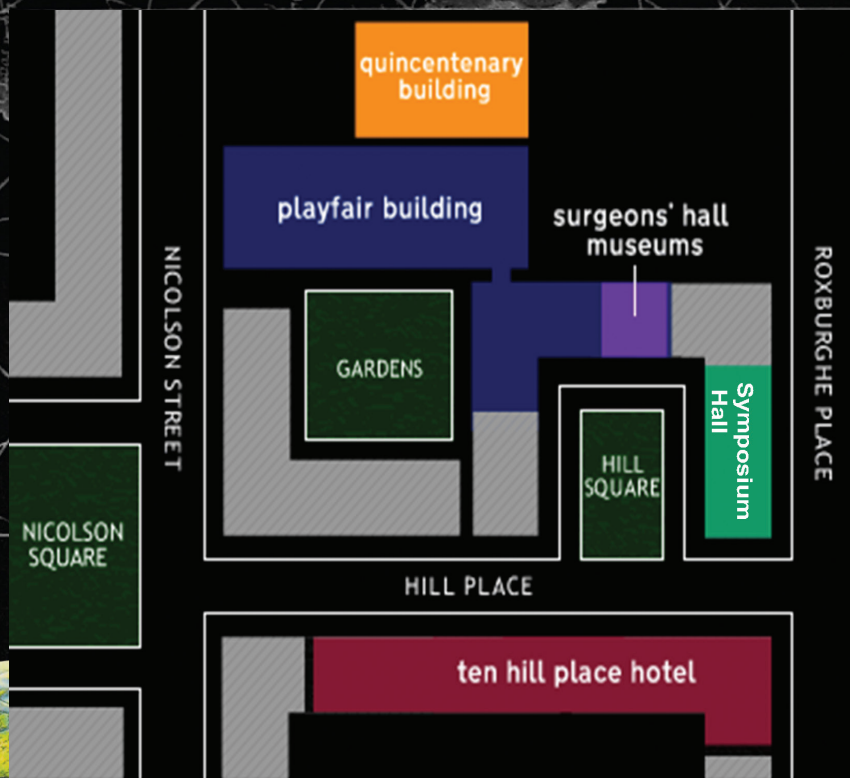 quincentenary
building
playfair building
surgeons' hall
museums
NICOLSON STREET
ROXBURGHE PLACE
GARDENS
Symposium
Hall
HILL
SQUARE
NICOLSON
SQUARE
HILL PLACE
ten hill place hotel